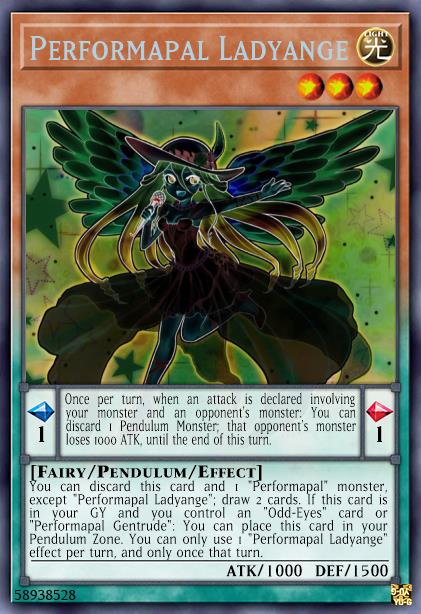 PERFORMAPAL LADYANGE
LIGHT
光
Once per turn, when an attack is declared involving
your monster and an opponent's monster: You can
discard 1 Pendulum Monster; that opponent's monster
loses 1000 ATK, until the end of this turn.
1 1
[FAIRY/PENDULUM/EFFECT]
You can discard this card and 1 "Performapal" monster,
except "Performapal Ladyange"; draw 2 cards. If this card is
in your GY and you control an "Odd-Eyes" card or
"Performapal Gentrude": You can place this card in your
Pendulum Zone. You can only use 1 "Performapal Ladyange"
effect per turn, and only once that turn.
ATK/1000 DEF/1500
58938528